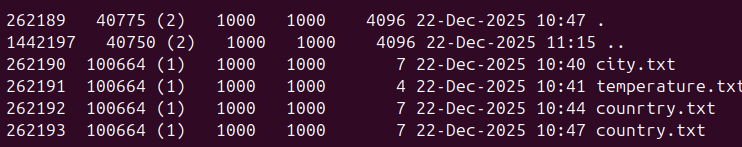 262189   40775 (2)   1000   1000    4096 22-Dec-2025 10:47 .
1442197   40750 (2)   1000   1000    4096 22-Dec-2025 11:15 ..
262190  100664 (1)   1000   1000       7 22-Dec-2025 10:40 city.txt
262191  100664 (1)   1000   1000       4 22-Dec-2025 10:41 temperature.txt
262192  100664 (1)   1000   1000       7 22-Dec-2025 10:44 counrtry.txt
262193  100664 (1)   1000   1000       7 22-Dec-2025 10:47 country.txt